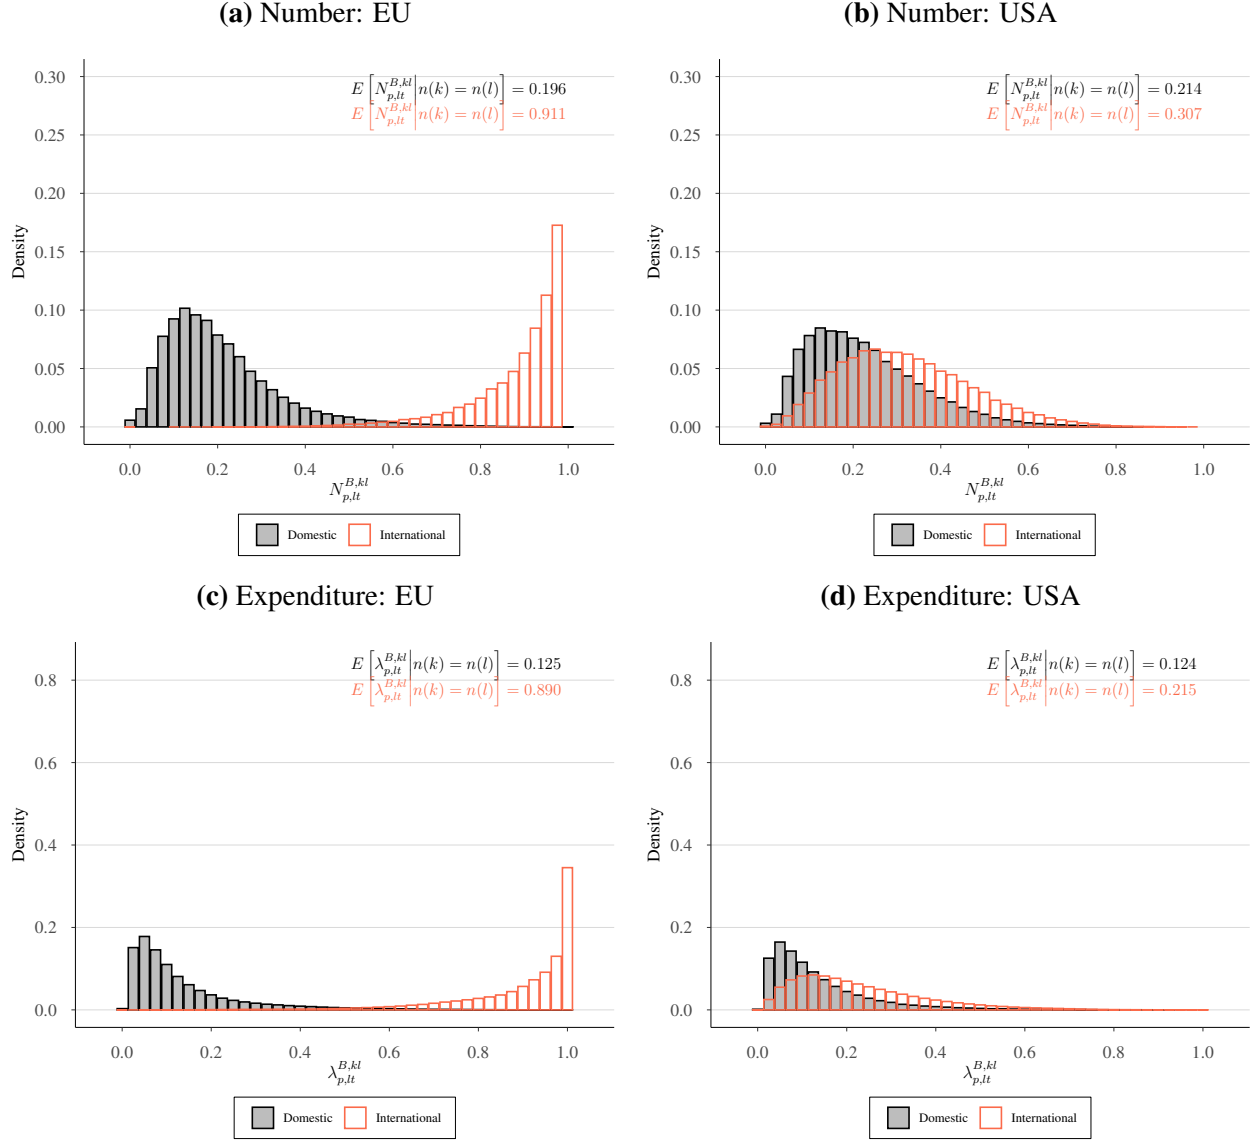 (a) Number: EU
E [N^{B,kl}_{p,lt} | n(k) = n(l)] = 0.196
E [N^{B,kl}_{p,lt} | n(k) = n(l)] = 0.911
0.30
0.25
0.20
0.15
0.10
0.05
0.00
Density
0.0 0.2 0.4 0.6 0.8 1.0
N^{B,kl}_{p,lt}
Domestic International
(b) Number: USA
E [N^{B,kl}_{p,lt} | n(k) = n(l)] = 0.214
E [N^{B,kl}_{p,lt} | n(k) = n(l)] = 0.307
0.30
0.25
0.20
0.15
0.10
0.05
0.00
Density
0.0 0.2 0.4 0.6 0.8 1.0
N^{B,kl}_{p,lt}
Domestic International
(c) Expenditure: EU
E [λ^{B,kl}_{p,lt} | n(k) = n(l)] = 0.125
E [λ^{B,kl}_{p,lt} | n(k) = n(l)] = 0.890
0.8
0.6
0.4
0.2
0.0
Density
0.0 0.2 0.4 0.6 0.8 1.0
λ^{B,kl}_{p,lt}
Domestic International
(d) Expenditure: USA
E [λ^{B,kl}_{p,lt} | n(k) = n(l)] = 0.124
E [λ^{B,kl}_{p,lt} | n(k) = n(l)] = 0.215
0.8
0.6
0.4
0.2
0.0
Density
0.0 0.2 0.4 0.6 0.8 1.0
λ^{B,kl}_{p,lt}
Domestic International